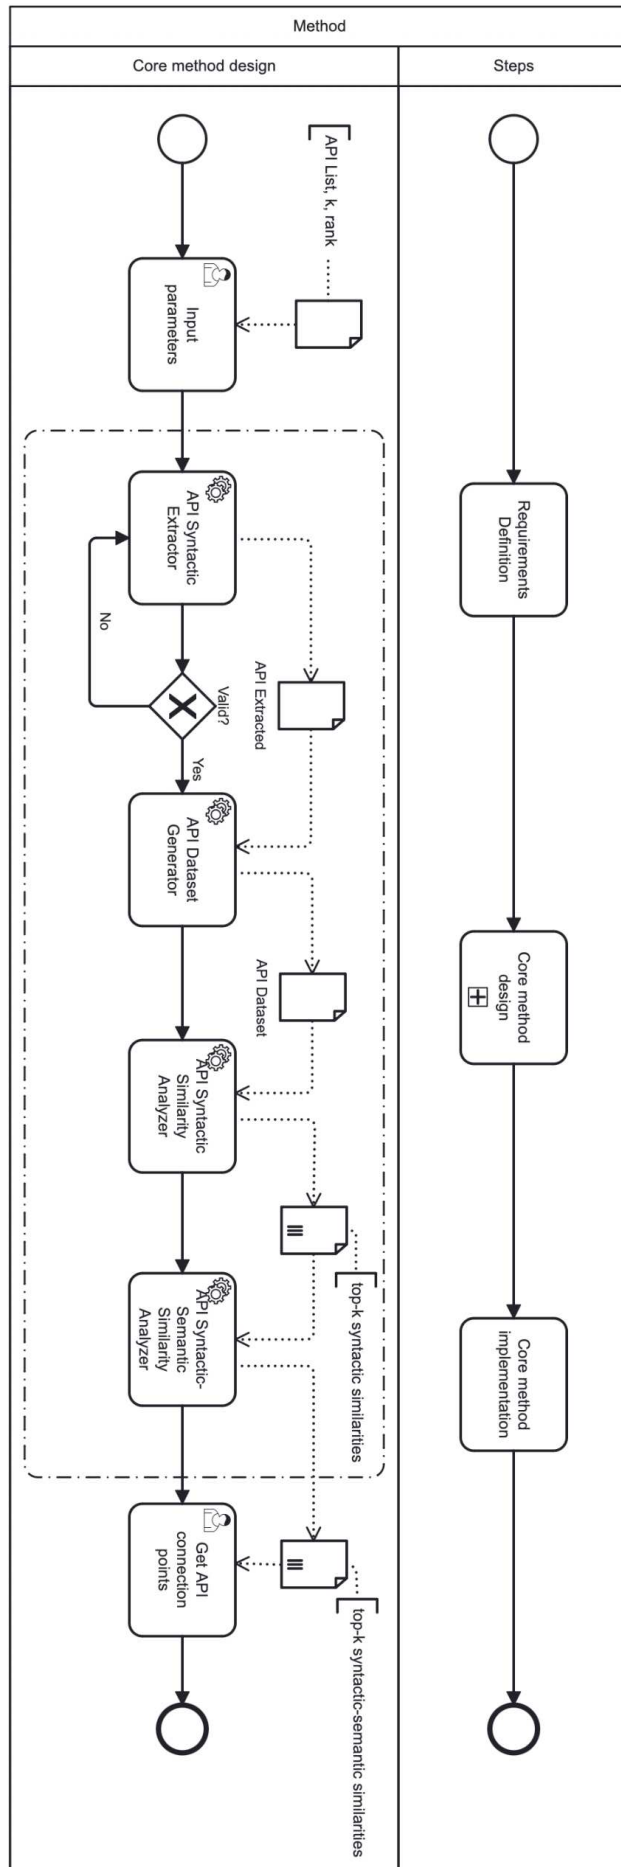 Method
Steps
Requirements
Definition
Core method
design
Core method
implementation
Core method design
API List, k, rank
Input
parameters
API Syntactic
Extractor
No
Valid?
Yes
API Extracted
API Dataset
Generator
API Dataset
API Syntactic
Similarity
Analyzer
top-k syntactic similarities
API Syntactic-
Semantic
Similarity
Analyzer
top-k syntactic-semantic similarities
Get API
connection
points